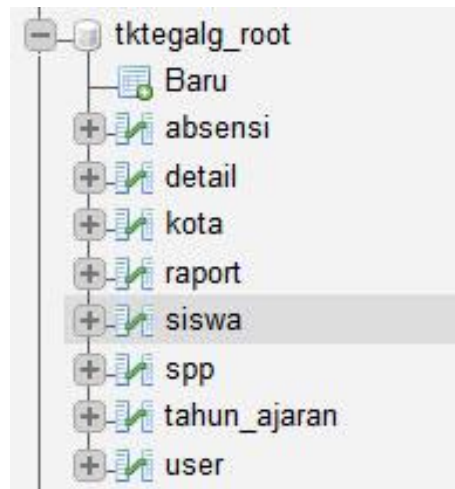 tktegalg_root
Baru
absensi
detail
kota
raport
siswa
spp
tahun_ajaran
user